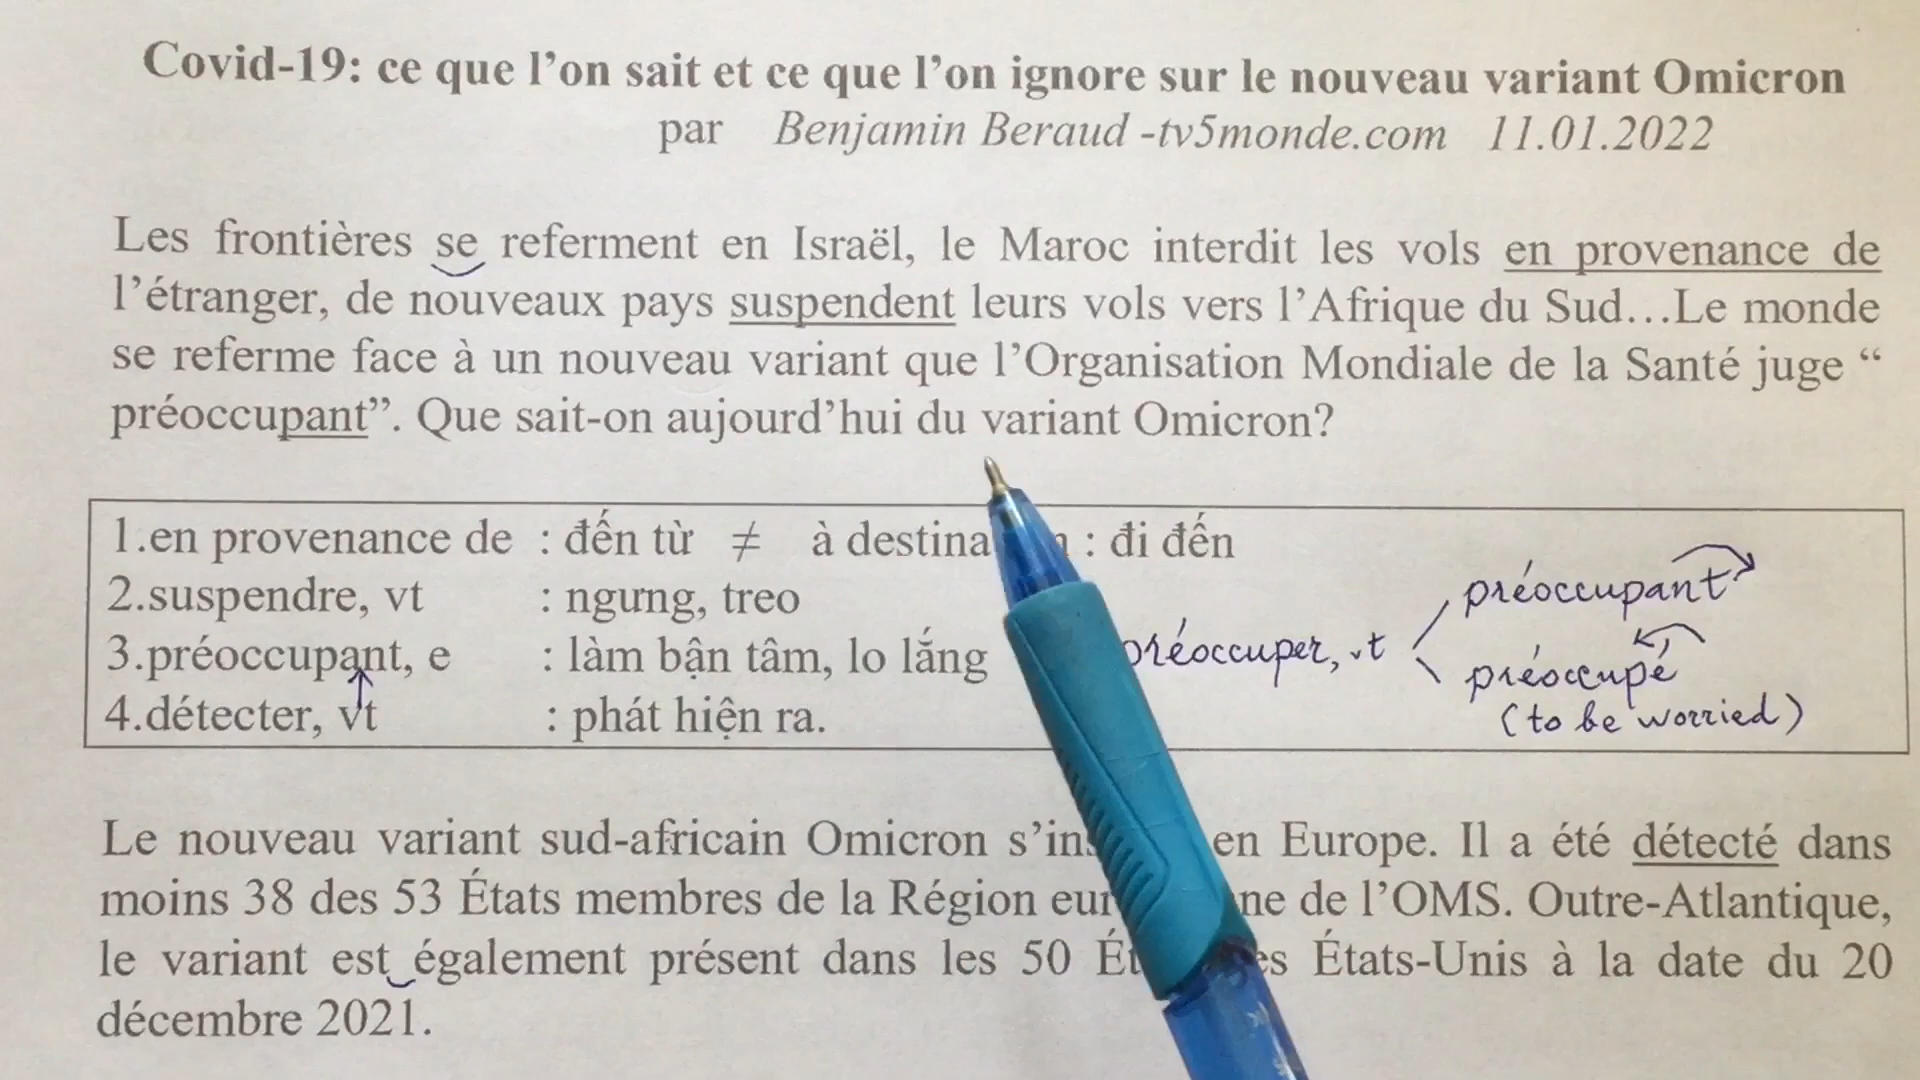 Covid-19: ce que l’on sait et ce que l’on ignore sur le nouveau variant Omicron
par Benjamin Beraud -tv5monde.com 11.01.2022
Les frontières se referment en Israël, le Maroc interdit les vols en provenance de
l’étranger, de nouveaux pays suspendent leurs vols vers l’Afrique du Sud…Le monde
se referme face à un nouveau variant que l’Organisation Mondiale de la Santé juge “
préoccupant”. Que sait-on aujourd’hui du variant Omicron?
1.en provenance de : đến từ ≠ à : đi đến
2.suspendre, vt : ngưng, treo
3.préoccupant, e : làm bận tâm, lo lắng préoccuper, vt préoccupant
préoccupé
4.détecter, vt : phát hiện ra. (to be worried)
Le nouveau variant sud-africain Omicron en Europe. Il a été détecté dans
moins 38 des 53 États membres de la Région de l’OMS. Outre-Atlantique,
le variant est également présent dans les 50 États-Unis à la date du 20
décembre 2021.